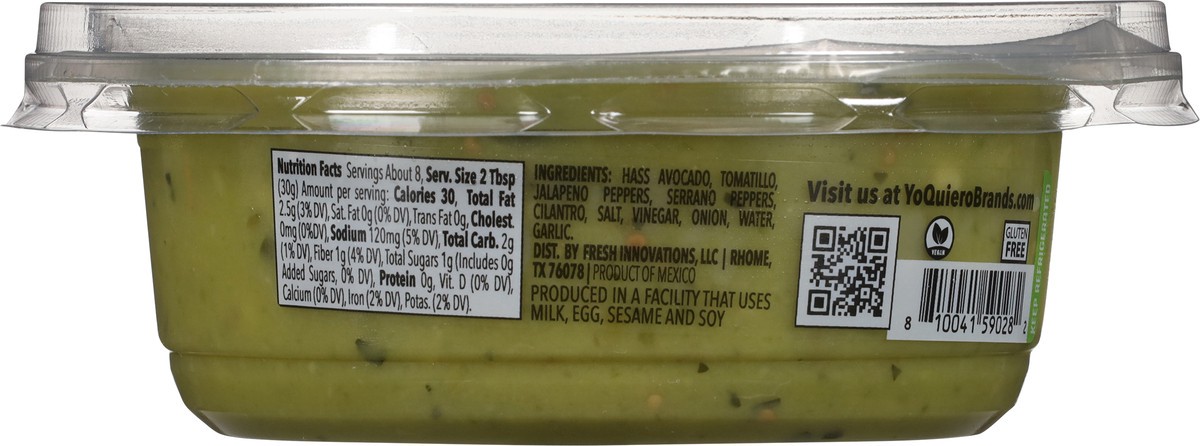 Nutrition Facts Servings About 8, Serv. Size 2 Tbsp
(30g) Amount per serving: Calories 30, Total Fat
2.5g (3% DV), Sat. Fat 0g (0% DV), Trans Fat 0g, Cholest.
0mg (0%DV), Sodium 120mg (5% DV), Total Carb. 2g
(1% DV), Fiber 1g (4% DV), Total Sugars 1g (Includes 0g
Added Sugars, 0% DV), Protein 0g, Vit. D (0% DV),
Calcium (0% DV), Iron (2% DV), Potas. (2% DV).
INGREDIENTS: HASS AVOCADO, TOMATILLO,
JALAPENO PEPPERS, SERRANO PEPPERS,
CILANTRO, SALT, VINEGAR, ONION, WATER,
GARLIC.
DIST. BY FRESH INNOVATIONS, LLC | RHOME,
TX 76078 | PRODUCT OF MEXICO
PRODUCED IN A FACILITY THAT USES
MILK, EGG, SESAME AND SOY
Visit us at YoQuieroBrands.com
VEGAN
GLUTEN
FREE
8 10041 59028 2
KEEP REFRIGERATED